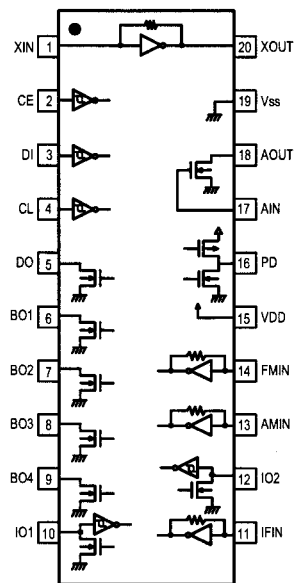 XIN 1 20 XOUT
CE 2 19 Vss
DI 3 18 AOUT
CL 4 17 AIN
DO 5 16 PD
BO1 6 15 VDD
BO2 7 14 FMIN
BO3 8 13 AMIN
BO4 9 12 IO2
IO1 10 11 IFIN